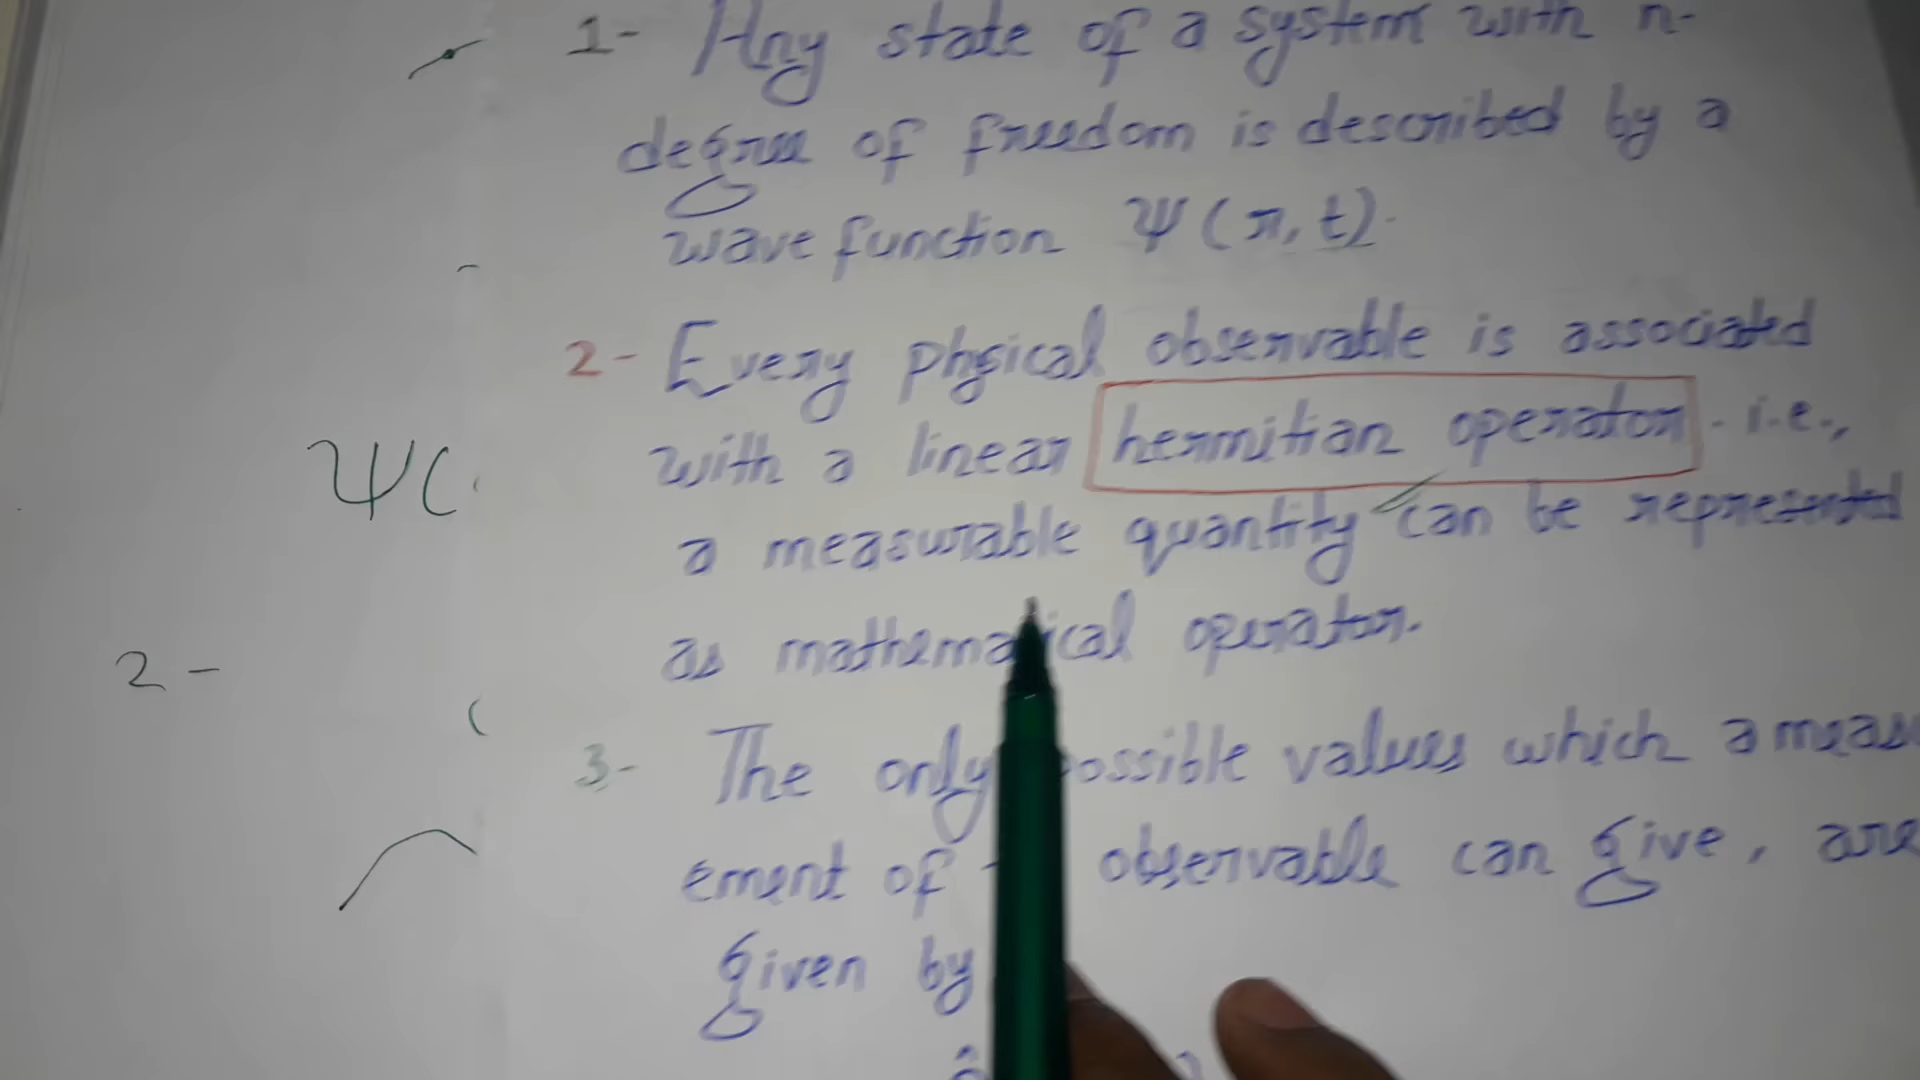 1- Any state of a system with n-
degree of freedom is described by a
wave function Ψ(r, t).
2- Every phyical observable is associated
with a linear hermitian operator. i.e.,
a measurable quantity can be represented
as mathematical operator.
3- The only possible values which a meas
ement of observable can give, are
given by
Ψ(
2-